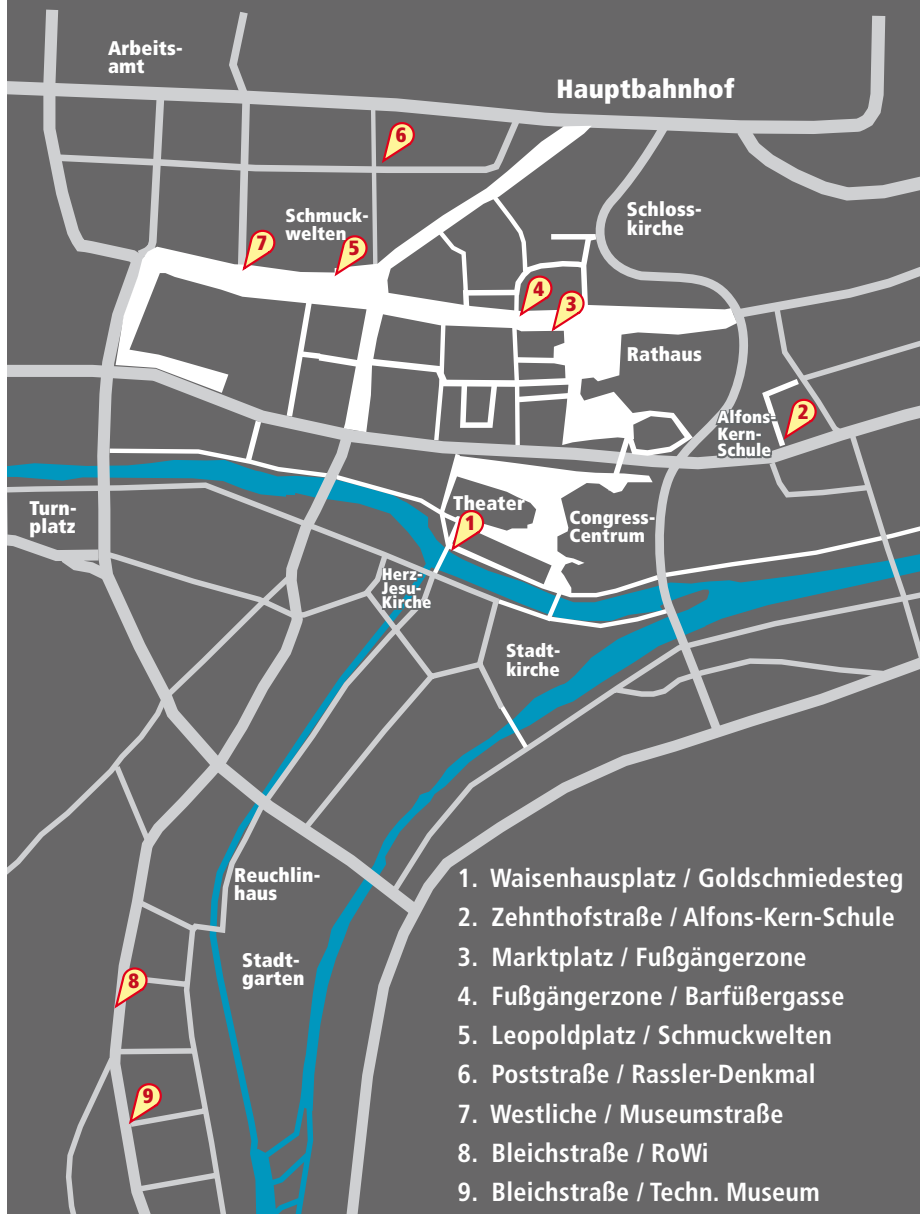 Arbeits-
amt
Hauptbahnhof
6
Schmuck-
welten
Schloss-
kirche
7
5
4
3
Rathaus
2
Alfons-
Kern-
Schule
Turn-
platz
Theater
1
Congress-
Centrum
Herz-
Jesu-
Kirche
Stadt-
kirche
Reuchlin-
haus
Stadt-
garten
8
9
1. Waisenhausplatz / Goldschmiedesteg
2. Zehnthofstraße / Alfons-Kern-Schule
3. Marktplatz / Fußgängerzone
4. Fußgängerzone / Barfüßergasse
5. Leopoldplatz / Schmuckwelten
6. Poststraße / Rassler-Denkmal
7. Westliche / Museumstraße
8. Bleichstraße / RoWi
9. Bleichstraße / Techn. Museum